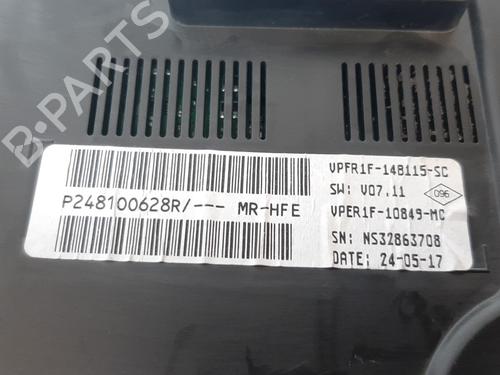 B-PARTS
P248100628R/--- MR-HFE
VPFR1F-14B115-SC
SW: V07.11
096
VPER1F-10849-MC
SN: NS32863708
DATE: 24-05-17